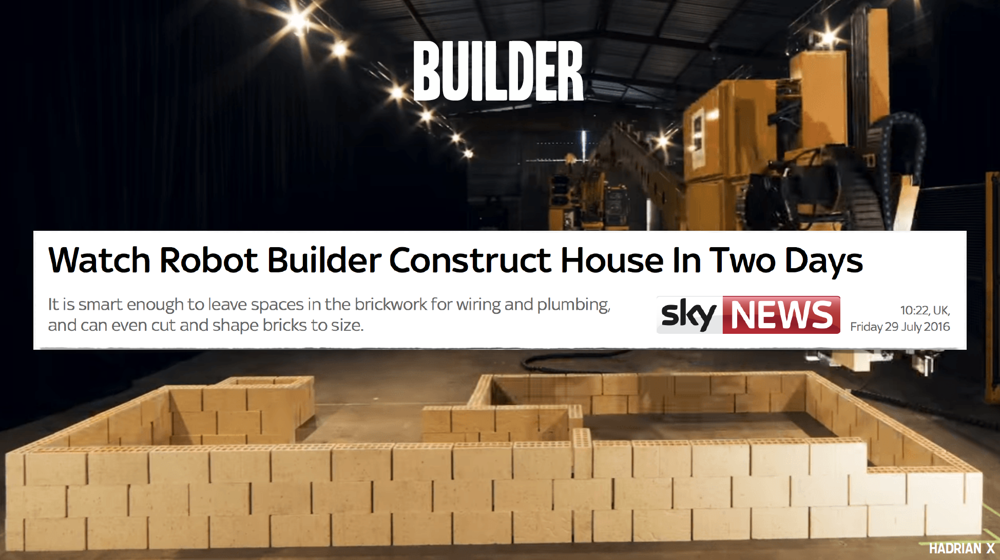 BUILDER
Watch Robot Builder Construct House In Two Days
It is smart enough to leave spaces in the brickwork for wiring and plumbing,
and can even cut and shape bricks to size.
sky NEWS
10:22, UK,
Friday 29 July 2016
HADRIAN X